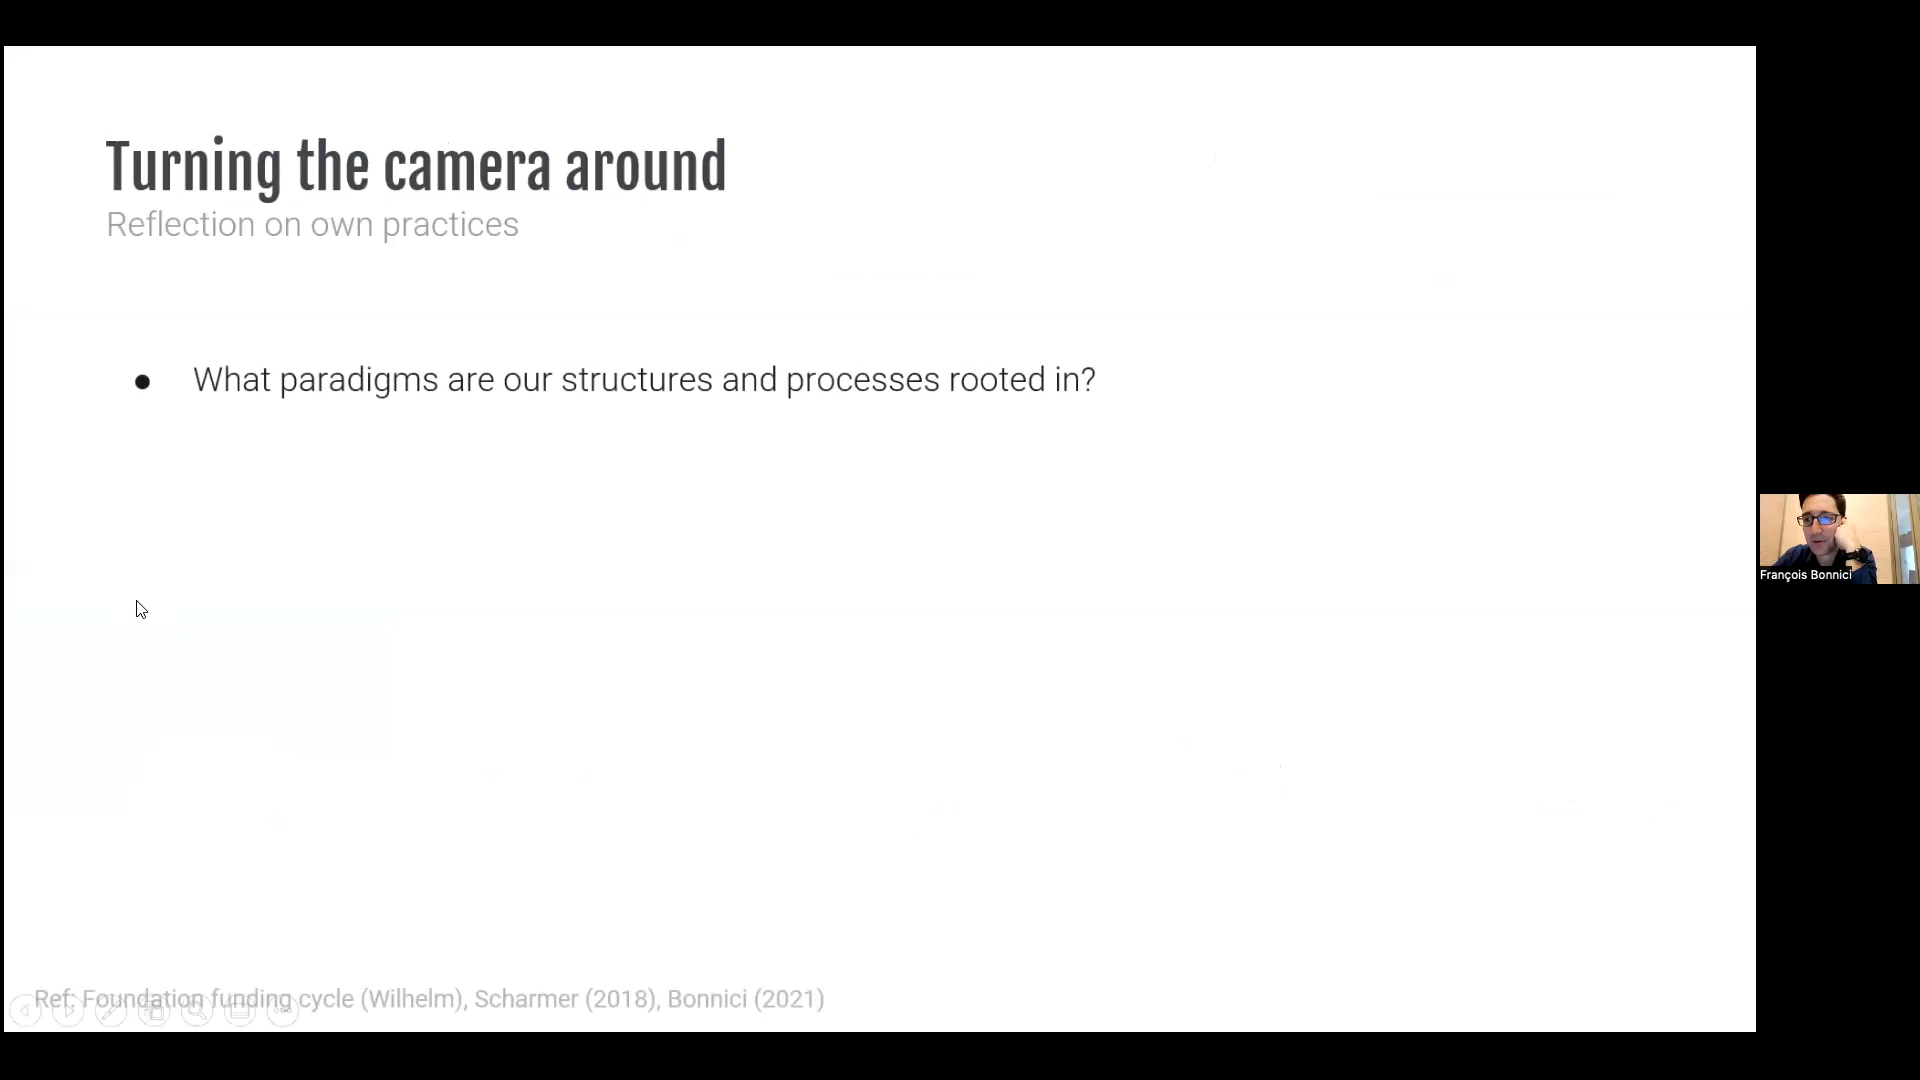 Turning the camera around
Reflection on own practices
● What paradigms are our structures and processes rooted in?
François Bonnici
Ref: Foundation funding cycle (Wilhelm), Scharmer (2018), Bonnici (2021)